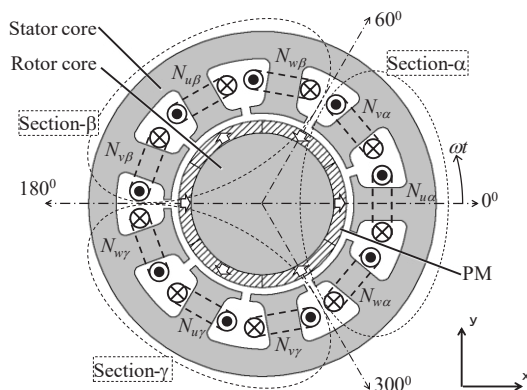 Stator core
Rotor core
60⁰
Section-α
N_uβ
N_wβ
N_vα
Section-β
N_vβ
ωt
180⁰
0⁰
N_uα
N_wγ
PM
N_wα
N_uγ
N_vγ
Section-γ
300⁰
y
x